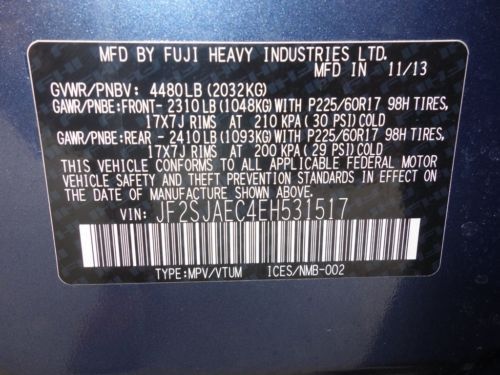 MFD BY FUJI HEAVY INDUSTRIES LTD.
MFD IN 11/13
GVWR/PNBV: 4480LB (2032KG)
GAWR/PNBE:FRONT- 2310LB (1048KG) WITH P225/60R17 98H TIRES,
17X7J RIMS AT 210 KPA (30 PSI) COLD
GAWR/PNBE:REAR - 2410LB (1093KG) WITH P225/60R17 98H TIRES,
17X7J RIMS AT 200 KPA (29 PSI) COLD
THIS VEHICLE CONFORMS TO ALL APPLICABLE FEDERAL MOTOR
VEHICLE SAFETY AND THEFT PREVENTION STANDARDS IN EFFECT
ON THE DATE OF MANUFACTURE SHOWN ABOVE.
VIN: JF2SJAEC4EH531517
TYPE:MPV/VTUM ICES/NMB-002